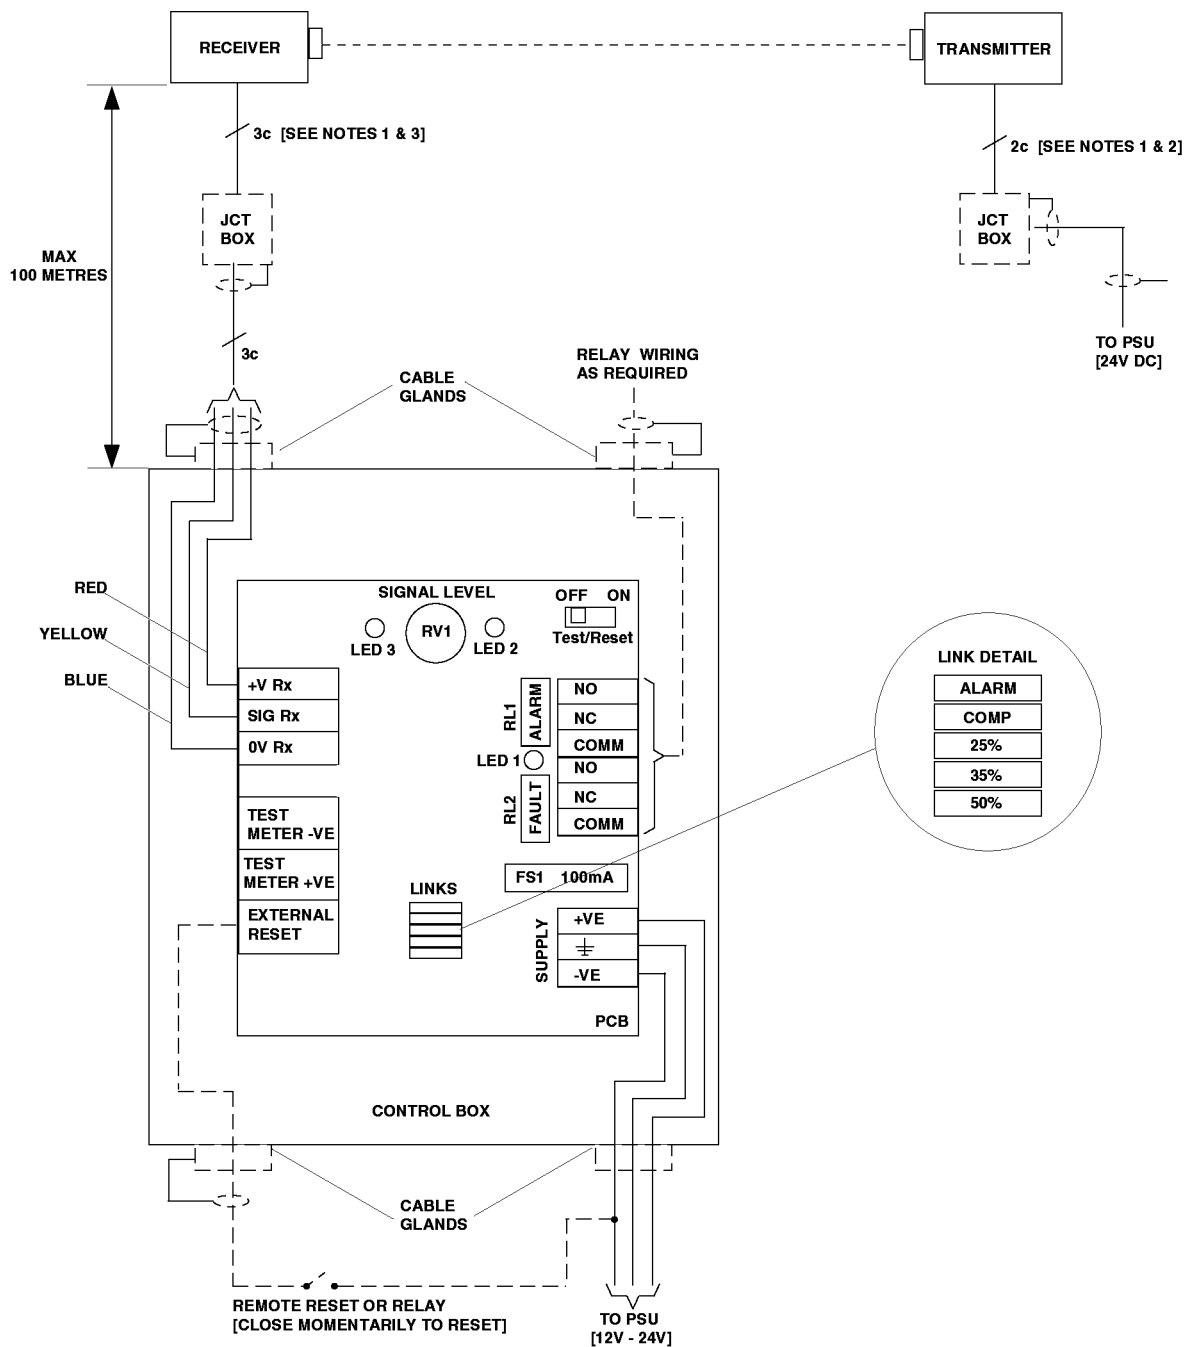 RECEIVER
TRANSMITTER
3c [SEE NOTES 1 & 3]
2c [SEE NOTES 1 & 2]
JCT
BOX
JCT
BOX
MAX
100 METRES
3c
TO PSU
[24V DC]
RELAY WIRING
AS REQUIRED
CABLE
GLANDS
RED
YELLOW
BLUE
SIGNAL LEVEL
RV1
LED 3
LED 2
OFF ON
Test/Reset
+V Rx
SIG Rx
0V Rx
RL1
ALARM
NO
NC
COMM
LED 1
RL2
FAULT
NO
NC
COMM
LINK DETAIL
ALARM
COMP
25%
35%
50%
TEST
METER -VE
TEST
METER +VE
EXTERNAL
RESET
LINKS
FS1 100mA
SUPPLY
+VE
-VE
PCB
CONTROL BOX
CABLE
GLANDS
REMOTE RESET OR RELAY
[CLOSE MOMENTARILY TO RESET]
TO PSU
[12V - 24V]